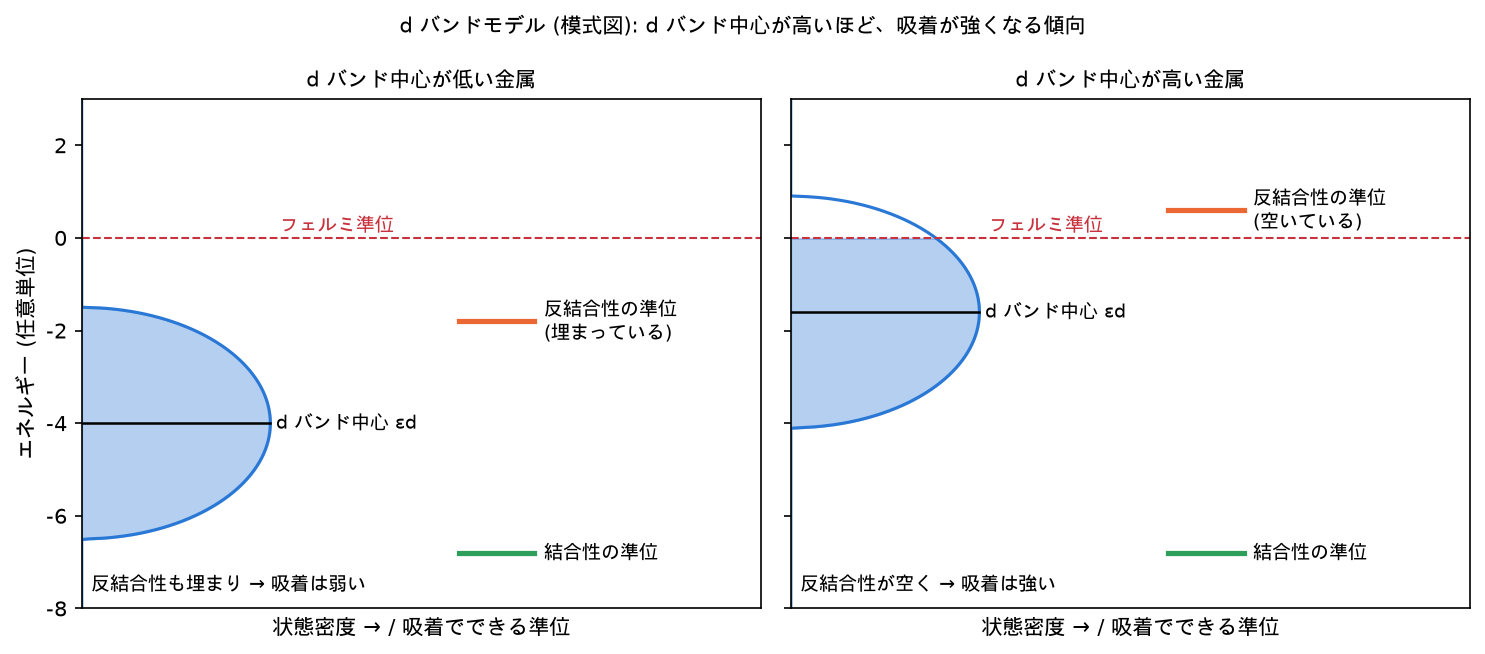 d バンドモデル (模式図): d バンド中心が高いほど、吸着が強くなる傾向
d バンド中心が低い金属
エネルギー (任意単位)
2
0
-2
-4
-6
-8
フェルミ準位
反結合性の準位
(埋まっている)
d バンド中心 εd
結合性の準位
反結合性も埋まり → 吸着は弱い
状態密度 → / 吸着でできる準位
d バンド中心が高い金属
反結合性の準位
(空いている)
フェルミ準位
d バンド中心 εd
結合性の準位
反結合性が空く → 吸着は強い
状態密度 → / 吸着でできる準位